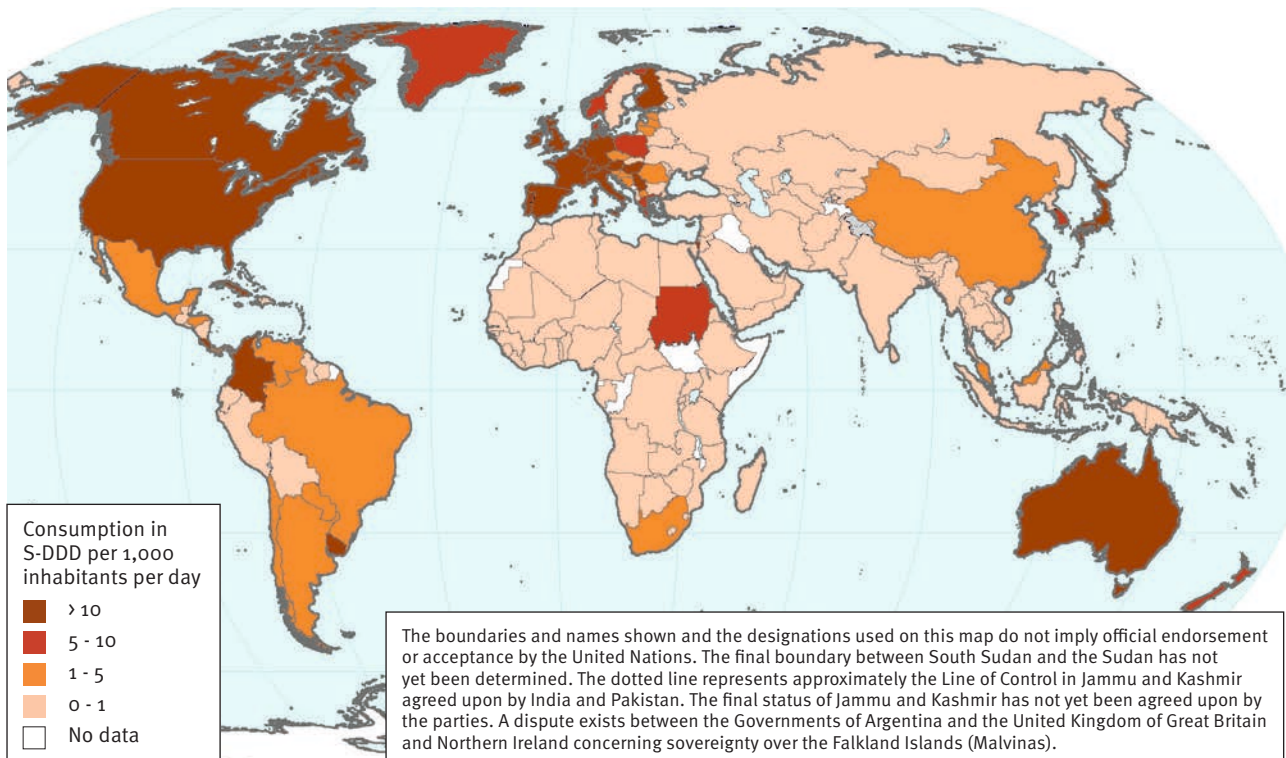 Consumption in
S-DDD per 1,000
inhabitants per day
> 10
5 - 10
1 - 5
0 - 1
No data
The boundaries and names shown and the designations used on this map do not imply official endorsement
or acceptance by the United Nations. The final boundary between South Sudan and the Sudan has not
yet been determined. The dotted line represents approximately the Line of Control in Jammu and Kashmir
agreed upon by India and Pakistan. The final status of Jammu and Kashmir has not yet been agreed upon by
the parties. A dispute exists between the Governments of Argentina and the United Kingdom of Great Britain
and Northern Ireland concerning sovereignty over the Falkland Islands (Malvinas).